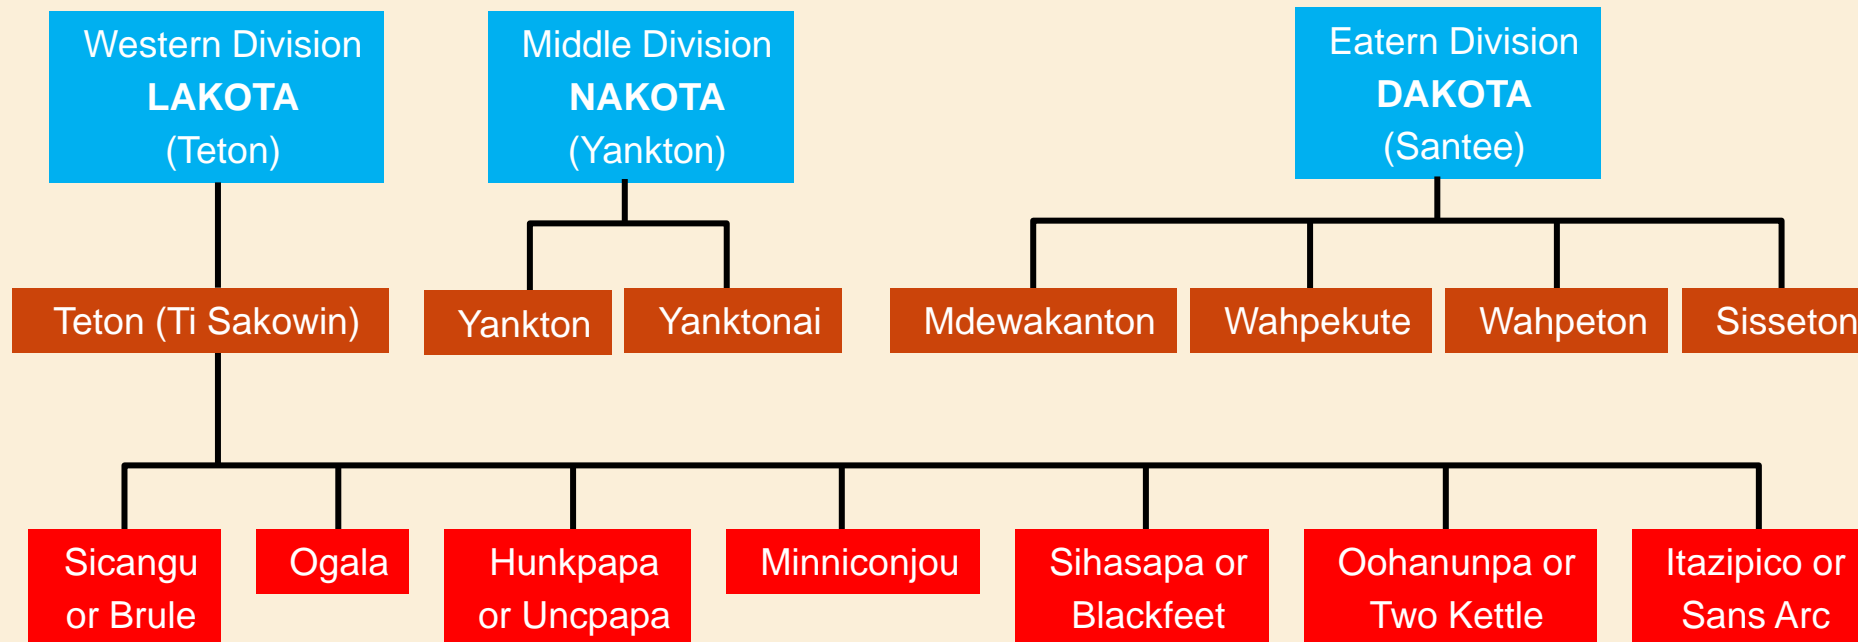 Western Division
LAKOTA
(Teton)
Middle Division
NAKOTA
(Yankton)
Eatern Division
DAKOTA
(Santee)
Teton (Ti Sakowin)
Yankton
Yanktonai
Mdewakanton
Wahpekute
Wahpeton
Sisseton
Sicangu
or Brule
Ogala
Hunkpapa
or Uncpapa
Minniconjou
Sihasapa or
Blackfeet
Oohanunpa or
Two Kettle
Itazipico or
Sans Arc